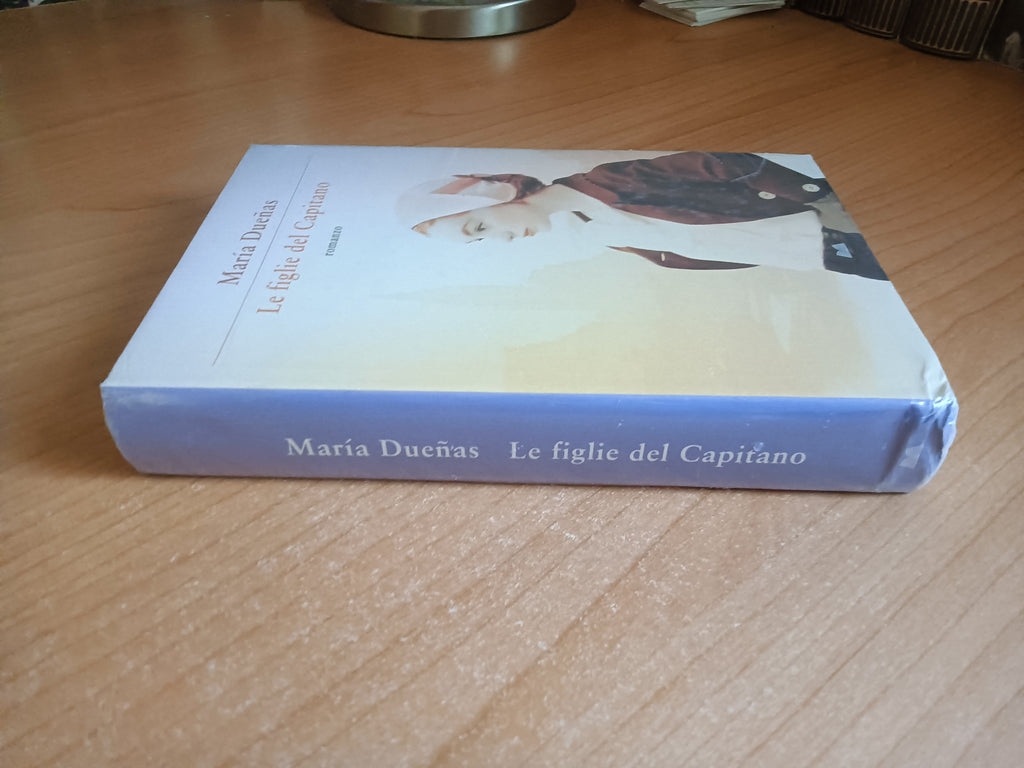 María Dueñas
Le figlie del Capitano
romanzo
María Dueñas Le figlie del Capitano